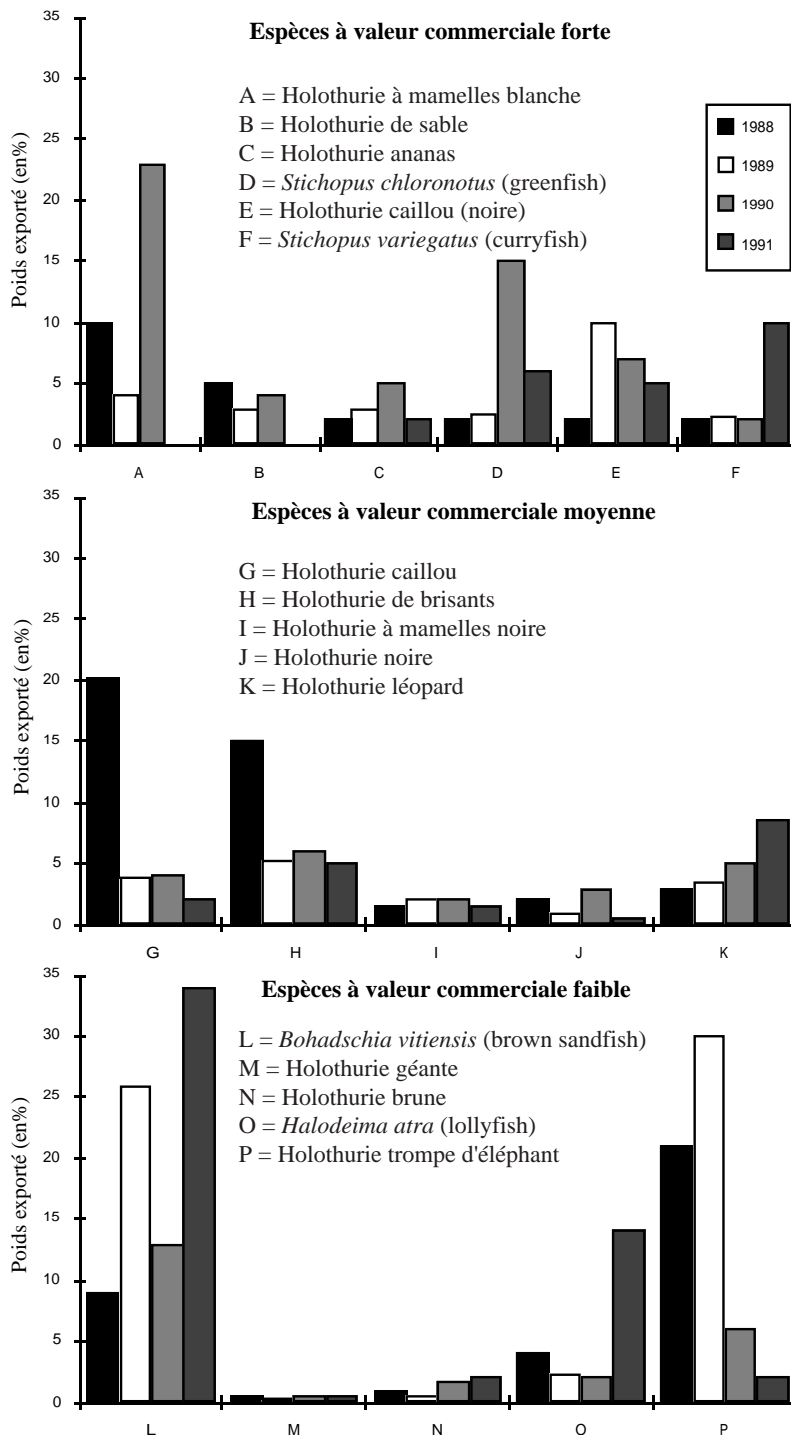 Espèces à valeur commerciale forte
A = Holothurie à mamelles blanche
B = Holothurie de sable
C = Holothurie ananas
D = Stichopus chloronotus (greenfish)
E = Holothurie caillou (noire)
F = Stichopus variegatus (curryfish)
1988
1989
1990
1991
Poids exporté (en%)
35
30
25
20
15
10
5
0
A B C D E F
Espèces à valeur commerciale moyenne
G = Holothurie caillou
H = Holothurie de brisants
I = Holothurie à mamelles noire
J = Holothurie noire
K = Holothurie léopard
Poids exporté (en%)
35
30
25
20
15
10
5
0
G H I J K
Espèces à valeur commerciale faible
L = Bohadschia vitiensis (brown sandfish)
M = Holothurie géante
N = Holothurie brune
O = Halodeima atra (lollyfish)
P = Holothurie trompe d'éléphant
Poids exporté (en%)
35
30
25
20
15
10
5
0
L M N O P